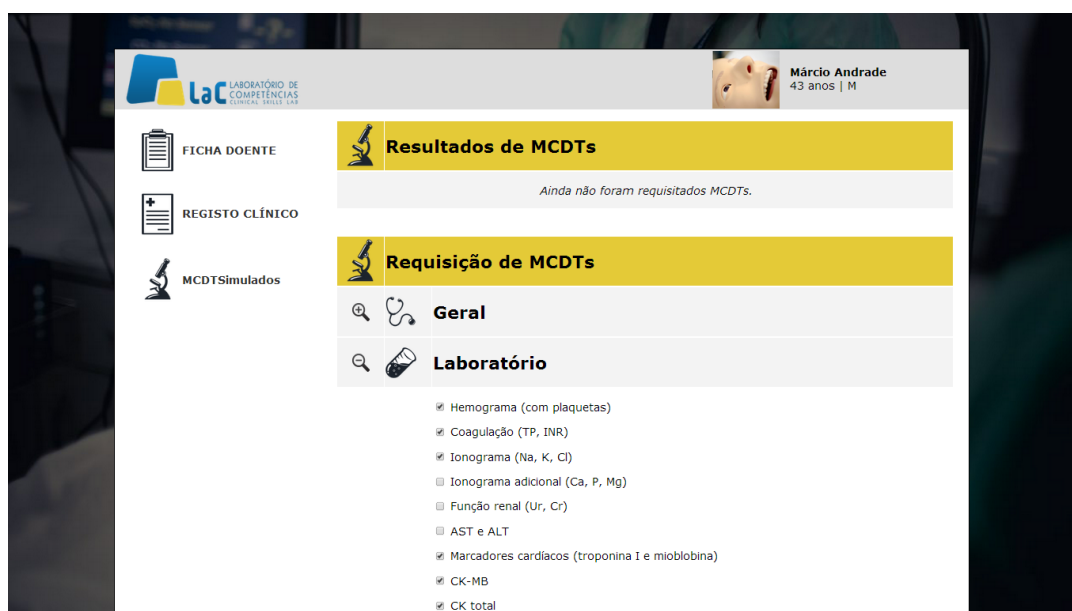 LaC LABORATÓRIO DE
COMPETÊNCIAS
CLINICAL SKILLS LAB
Márcio Andrade
43 anos | M
FICHA DOENTE
REGISTO CLÍNICO
MCDTSimulados
Resultados de MCDTs
Ainda não foram requisitados MCDTs.
Requisição de MCDTs
Geral
Laboratório
Hemograma (com plaquetas)
Coagulação (TP, INR)
Ionograma (Na, K, Cl)
Ionograma adicional (Ca, P, Mg)
Função renal (Ur, Cr)
AST e ALT
Marcadores cardíacos (troponina I e mioblobina)
CK-MB
CK total